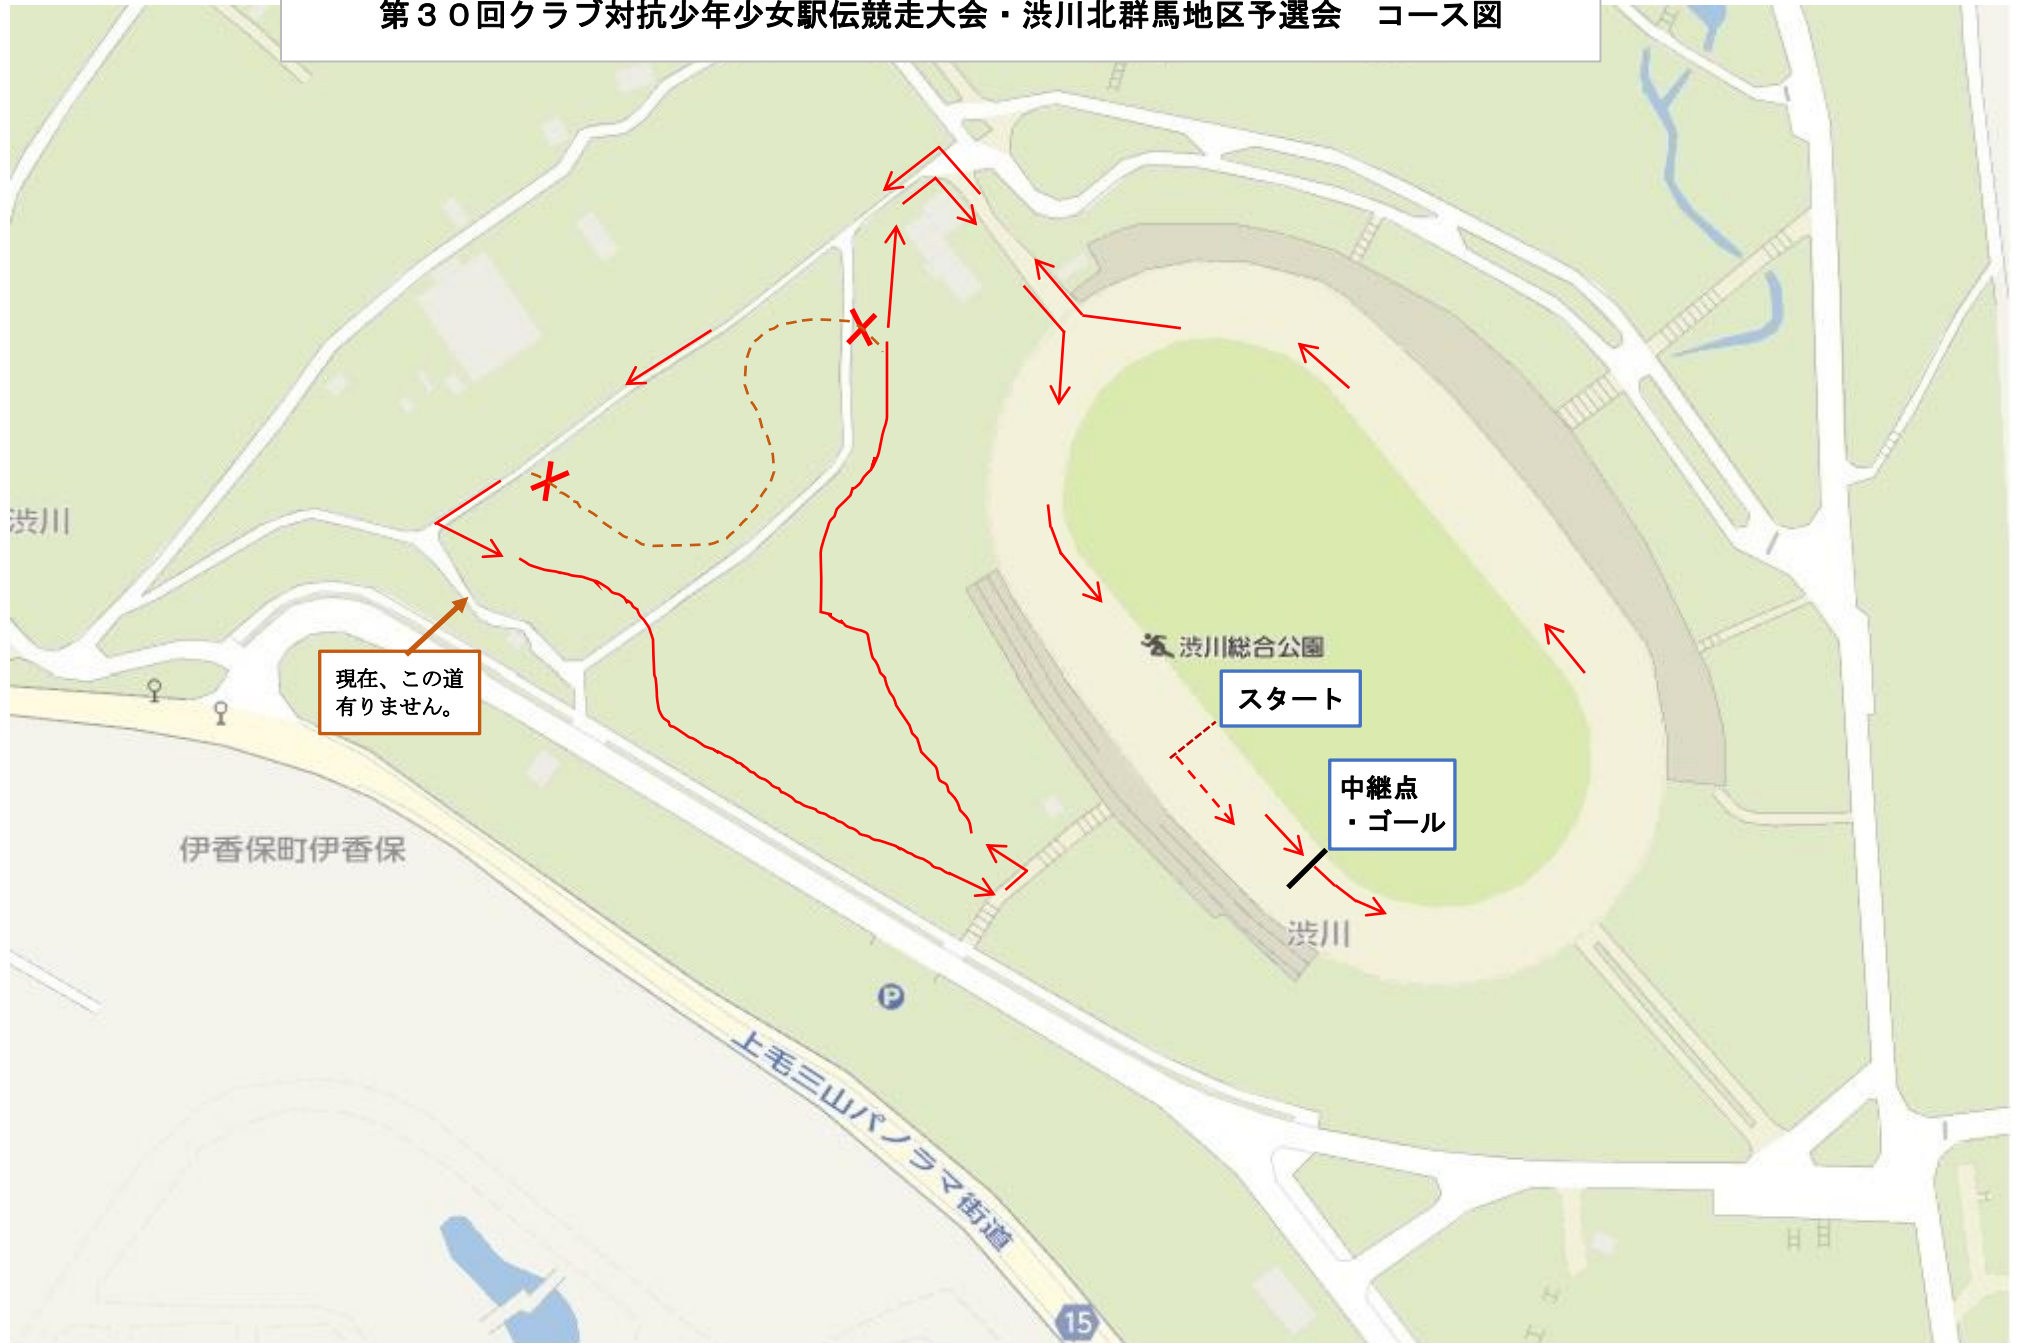 第３０回クラブ対抗少年少女駅伝競走大会・渋川北群馬地区予選会　コース図
渋川
現在、この道
有りません。
渋川総合公園
スタート
中継点
・ゴール
伊香保町伊香保
渋川
P
上毛三山パノラマ街道
15